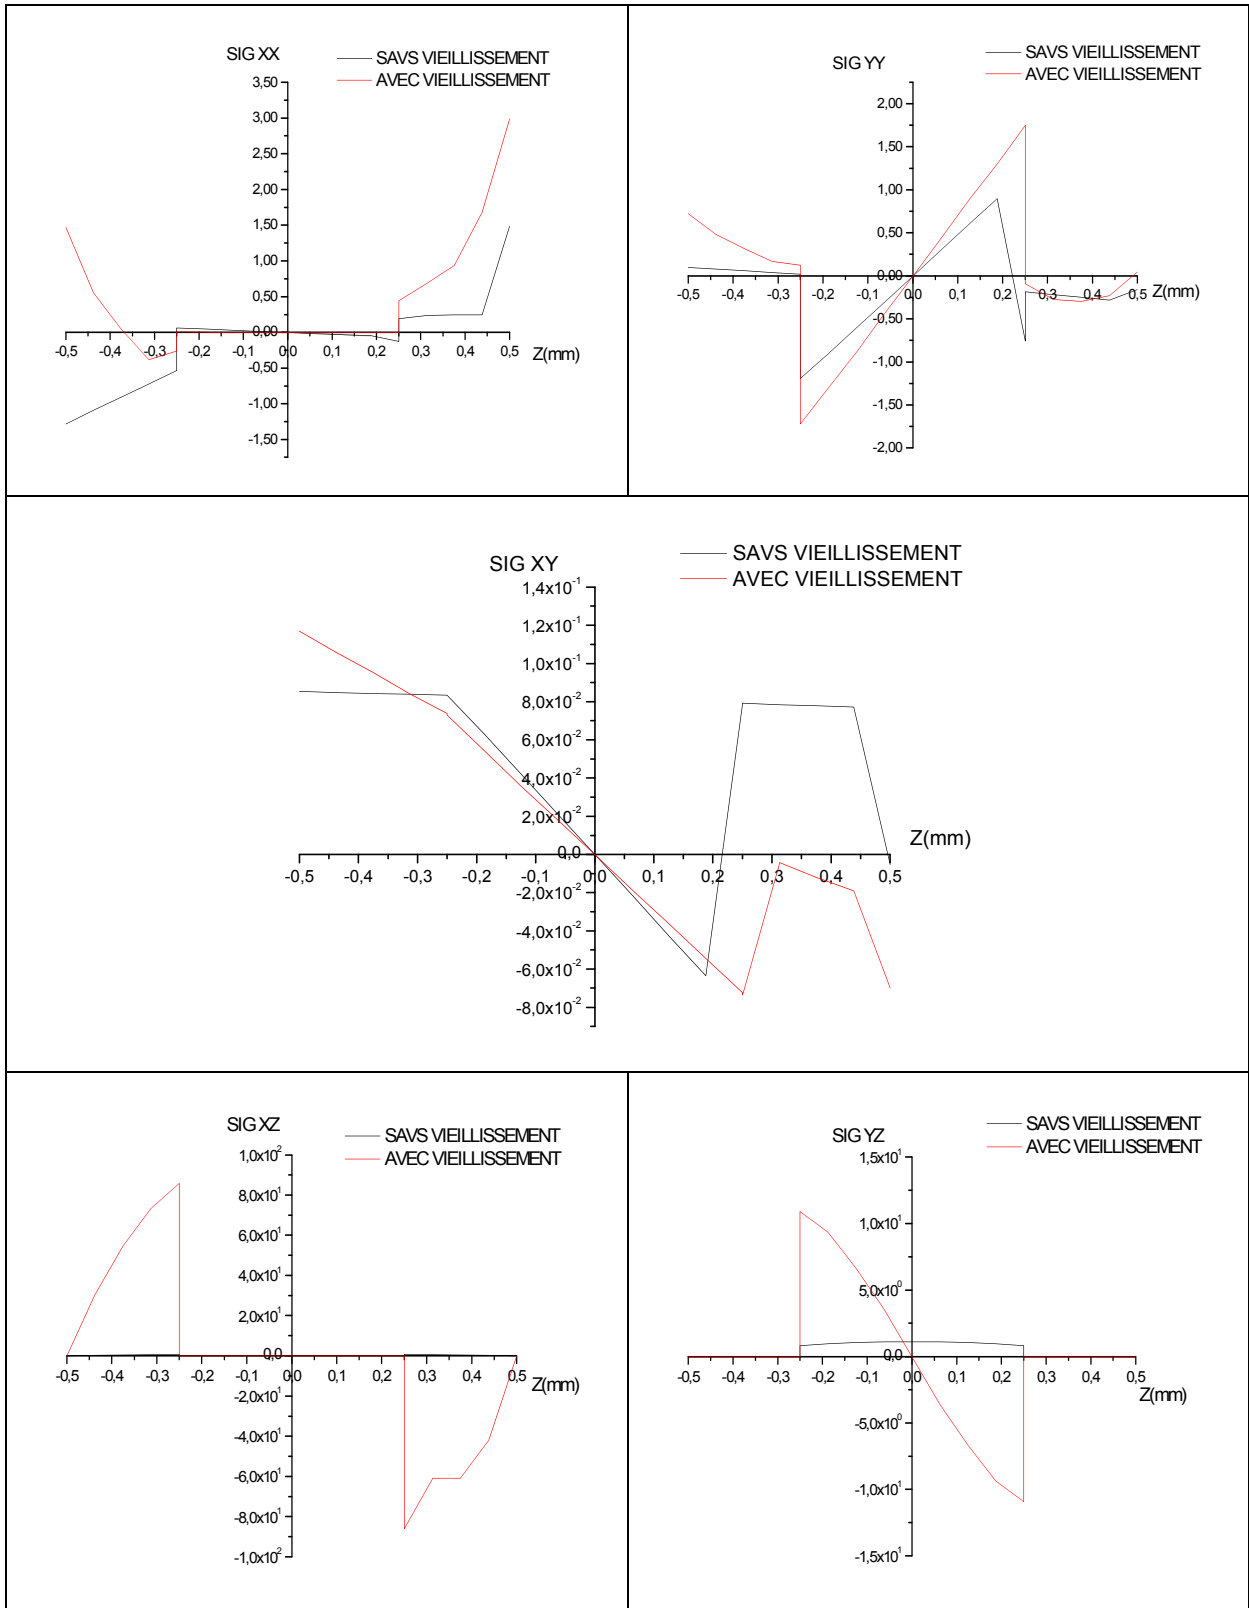 SIG XX
SAVS VIEILLISSEMENT
AVEC VIEILLISSEMENT
3,50
3,00
2,50
2,00
1,50
1,00
0,50
0,00
-0,50
-1,00
-1,50
-0,5 -0,4 -0,3 -0,2 -0,1 0,0 0,1 0,2 0,3 0,4 0,5
Z(mm)
SIG YY
SAVS VIEILLISSEMENT
AVEC VIEILLISSEMENT
2,00
1,50
1,00
0,50
0,00
-0,50
-1,00
-1,50
-2,00
-0,5 -0,4 -0,3 -0,2 -0,1 0,0 0,1 0,2 0,3 0,4 0,5
Z(mm)
SIG XY
SAVS VIEILLISSEMENT
AVEC VIEILLISSEMENT
1,4x10⁻¹
1,2x10⁻¹
1,0x10⁻¹
8,0x10⁻²
6,0x10⁻²
4,0x10⁻²
2,0x10⁻²
0,0
-2,0x10⁻²
-4,0x10⁻²
-6,0x10⁻²
-8,0x10⁻²
-0,5 -0,4 -0,3 -0,2 -0,1 0,0 0,1 0,2 0,3 0,4 0,5
Z(mm)
SIG XZ
SAVS VIEILLISSEMENT
AVEC VIEILLISSEMENT
1,0x10²
8,0x10¹
6,0x10¹
4,0x10¹
2,0x10¹
0,0
-2,0x10¹
-4,0x10¹
-6,0x10¹
-8,0x10¹
-1,0x10²
-0,5 -0,4 -0,3 -0,2 -0,1 0,0 0,1 0,2 0,3 0,4 0,5
Z(mm)
SIG YZ
SAVS VIEILLISSEMENT
AVEC VIEILLISSEMENT
1,5x10¹
1,0x10¹
5,0x10⁰
0,0
-5,0x10⁰
-1,0x10¹
-1,5x10¹
-0,5 -0,4 -0,3 -0,2 -0,1 0,0 0,1 0,2 0,3 0,4 0,5
Z(mm)